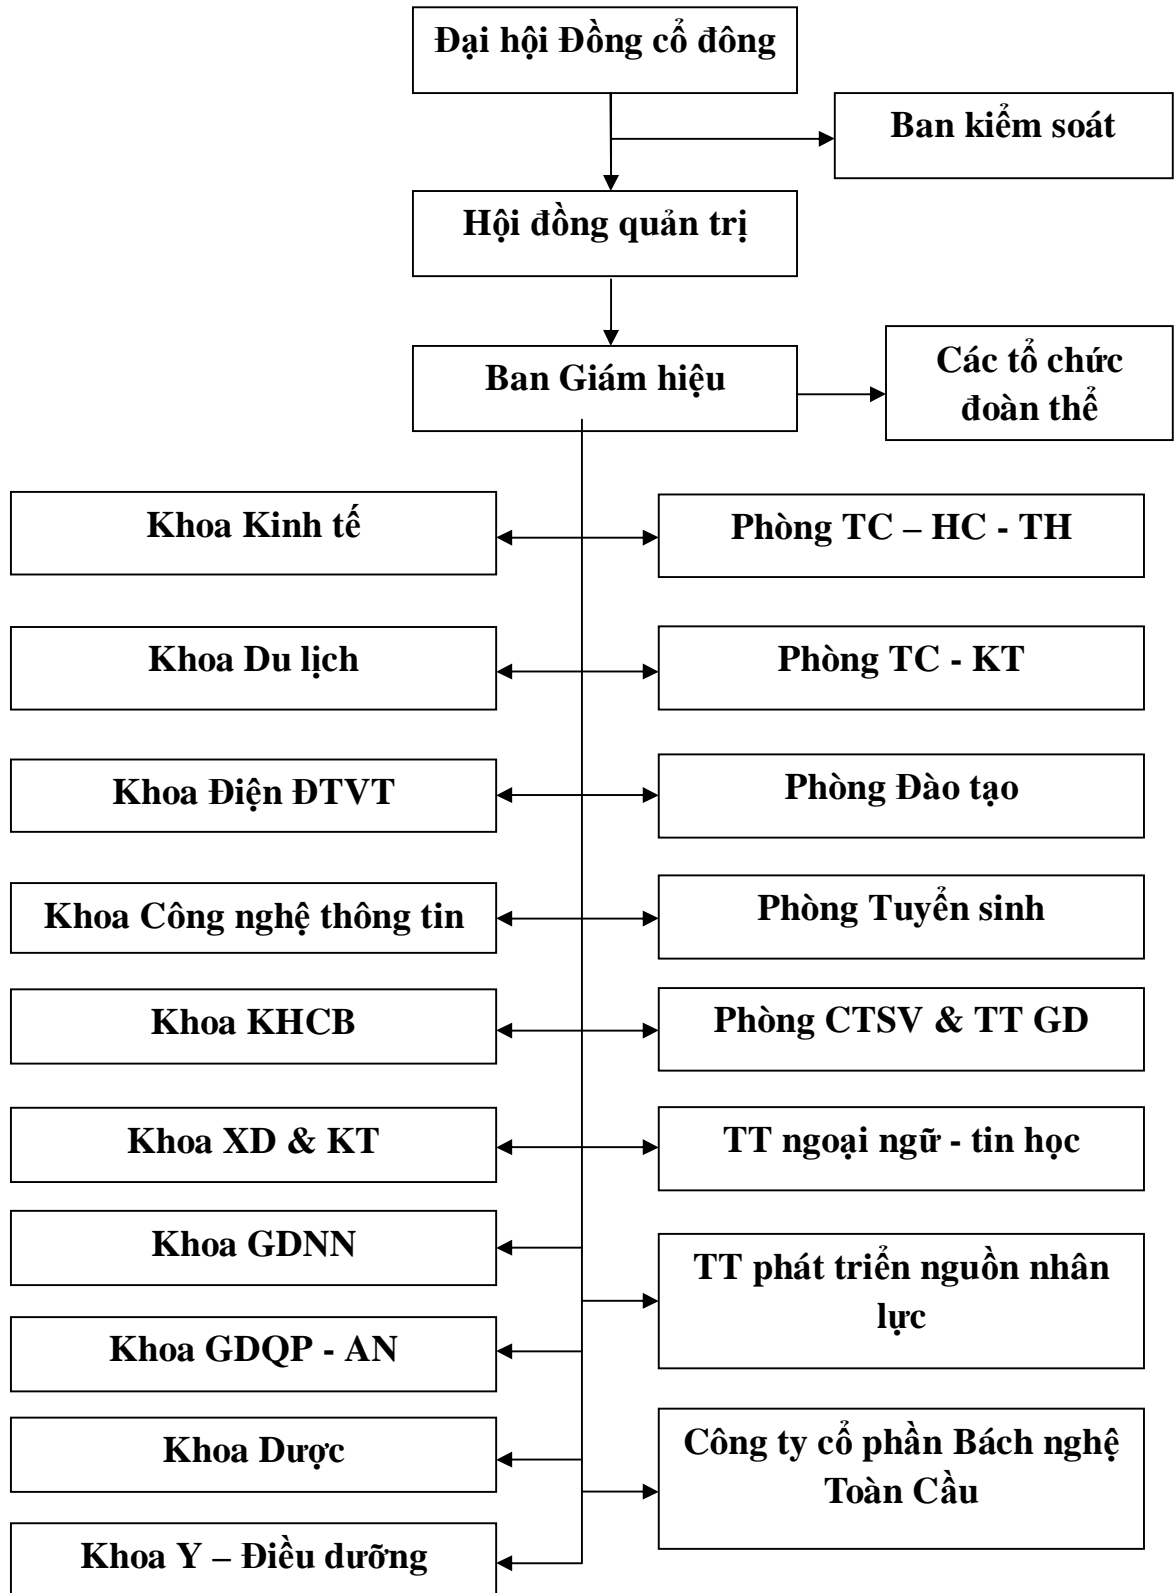 Đại hội Đồng cổ đông
Ban kiểm soát
Hội đồng quản trị
Ban Giám hiệu
Các tổ chức
đoàn thể
Khoa Kinh tế
Phòng TC – HC - TH
Khoa Du lịch
Phòng TC - KT
Khoa Điện ĐTVT
Phòng Đào tạo
Khoa Công nghệ thông tin
Phòng Tuyển sinh
Khoa KHCB
Phòng CTSV & TT GD
Khoa XD & KT
TT ngoại ngữ - tin học
Khoa GDNN
TT phát triển nguồn nhân
lực
Khoa GDQP - AN
Khoa Dược
Công ty cổ phần Bách nghệ
Toàn Cầu
Khoa Y – Điều dưỡng